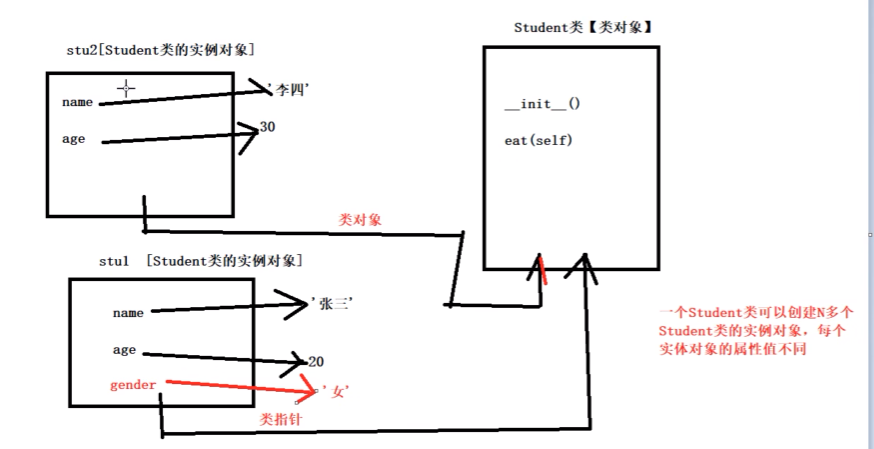 Student类【类对象】
stu2[Student类的实例对象]
name
'李四'
age
30
__init__()
eat(self)
类对象
stu1 [Student类的实例对象]
name
'张三'
age
20
gender
'女'
类指针
一个Student类可以创建N多个
Student类的实例对象，每个
实体对象的属性值不同